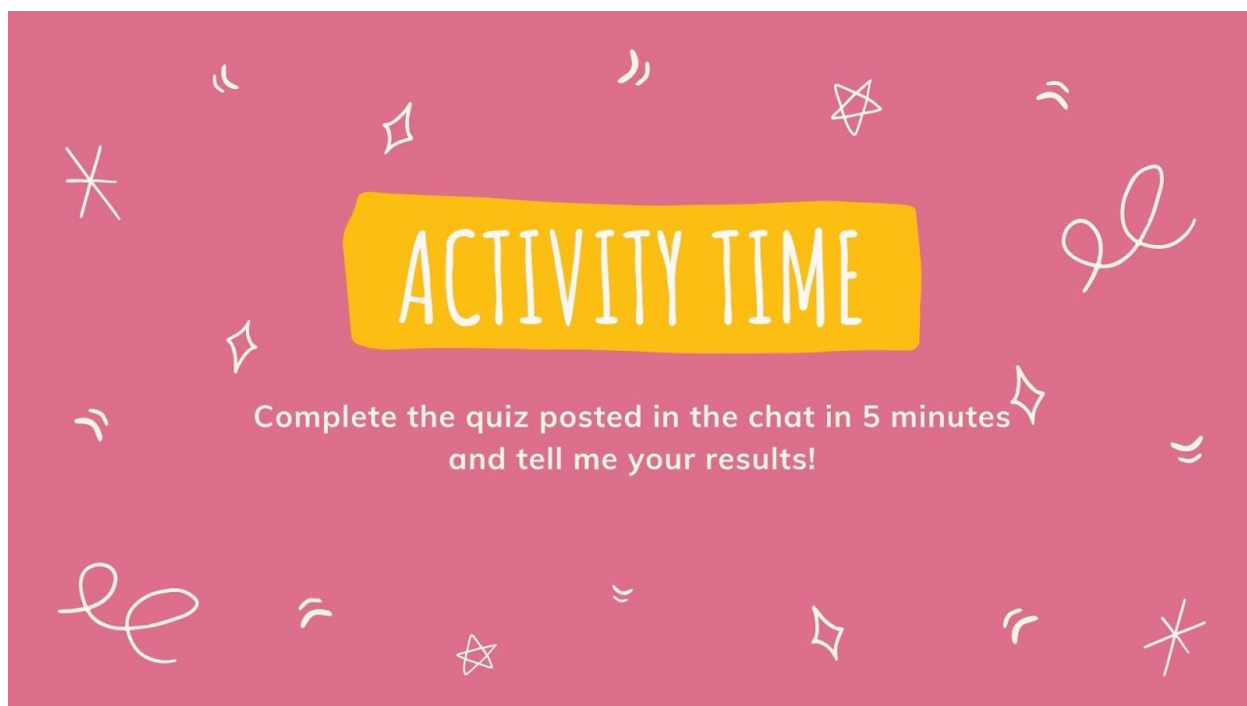 ACTIVITY TIME
Complete the quiz posted in the chat in 5 minutes
and tell me your results!